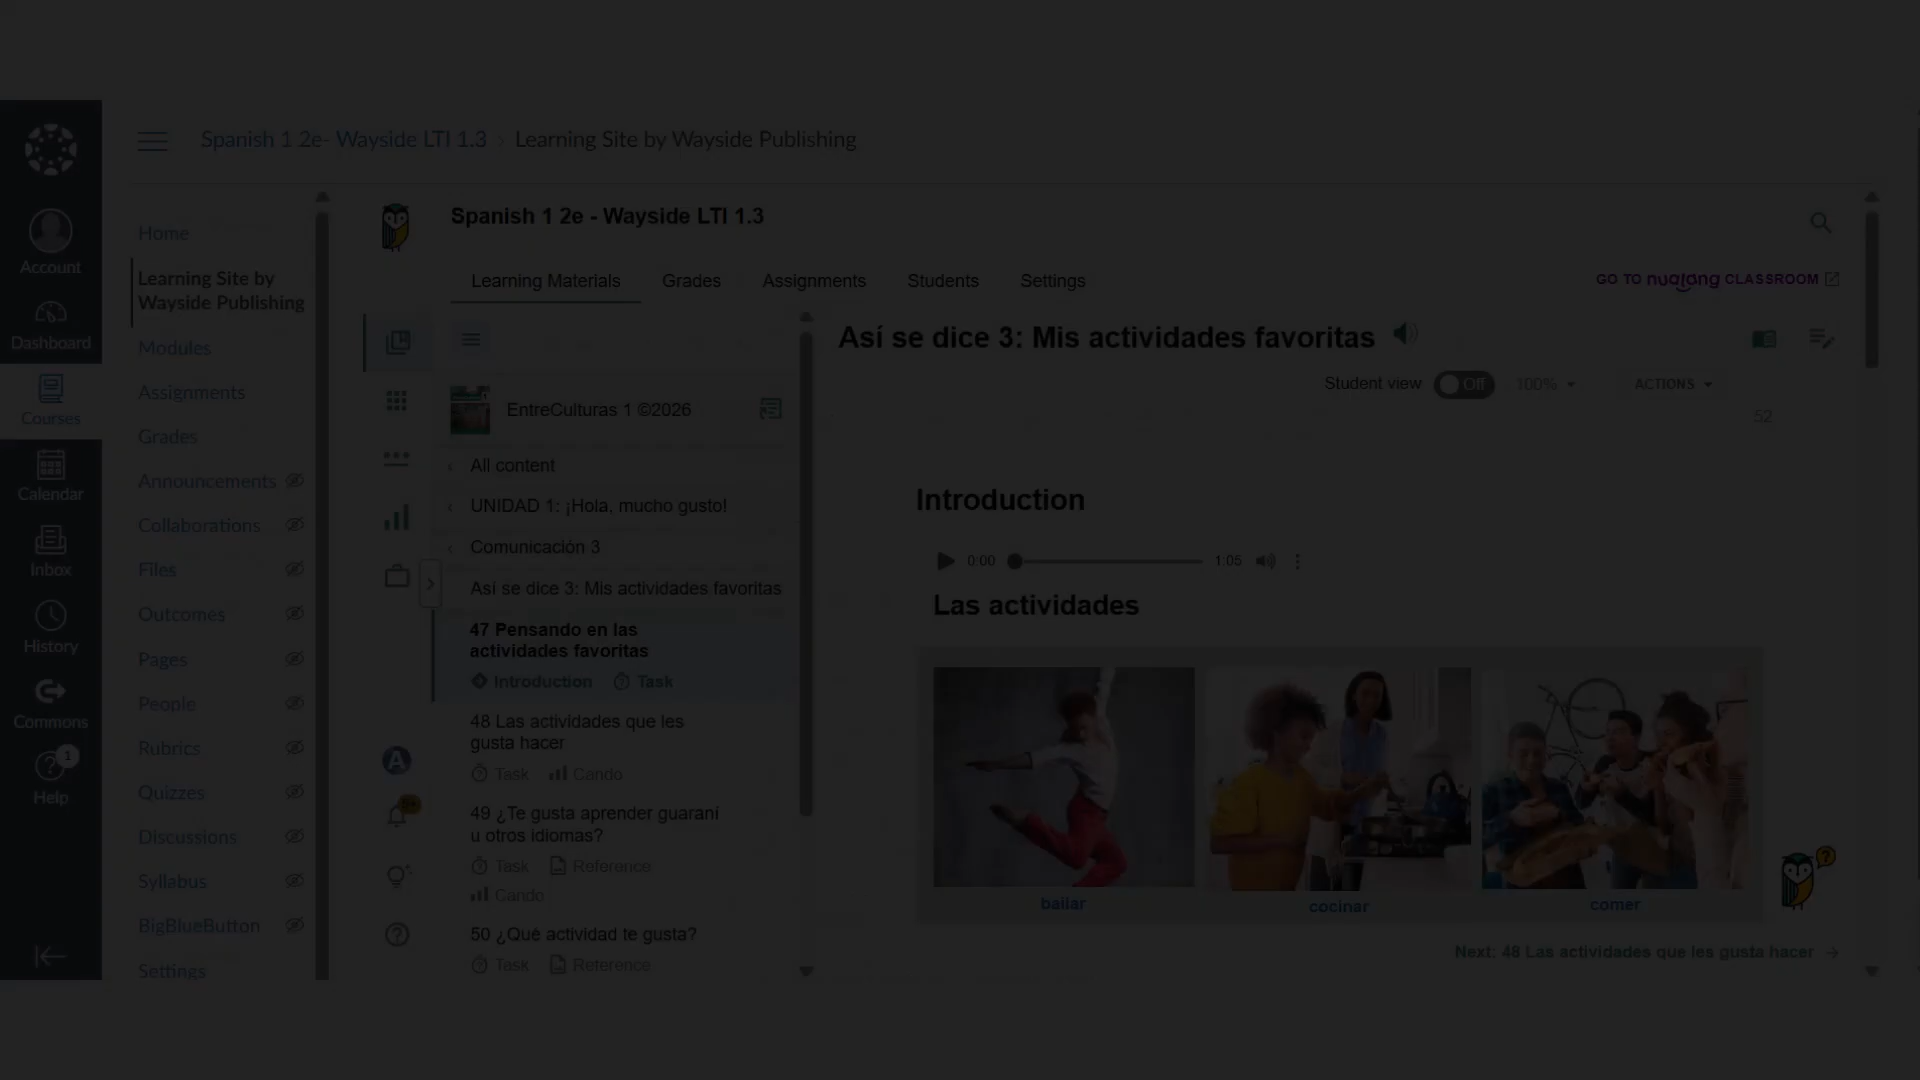 Spanish 1 2e- Wayside LTI 1.3 › Learning Site by Wayside Publishing
Account
Dashboard
Courses
Calendar
Inbox
History
Commons
1
Help
Home
Learning Site by
Wayside Publishing
Modules
Assignments
Grades
Announcements
Collaborations
Files
Outcomes
Pages
People
Rubrics
Quizzes
Discussions
Syllabus
BigBlueButton
Settings
Spanish 1 2e - Wayside LTI 1.3
Learning Materials Grades Assignments Students Settings
GO TO nualang CLASSROOM
EntreCulturas 1 ©2026
All content
UNIDAD 1: ¡Hola, mucho gusto!
Comunicación 3
Así se dice 3: Mis actividades favoritas
47 Pensando en las
actividades favoritas
Introduction Task
48 Las actividades que les
gusta hacer
Task Cando
49 ¿Te gusta aprender guaraní
u otros idiomas?
Task Reference
Cando
50 ¿Qué actividad te gusta?
Task Reference
Así se dice 3: Mis actividades favoritas
Student view Off 100% ACTIONS
52
Introduction
0:00 1:05
Las actividades
bailar cocinar comer
Next: 48 Las actividades que les gusta hacer →